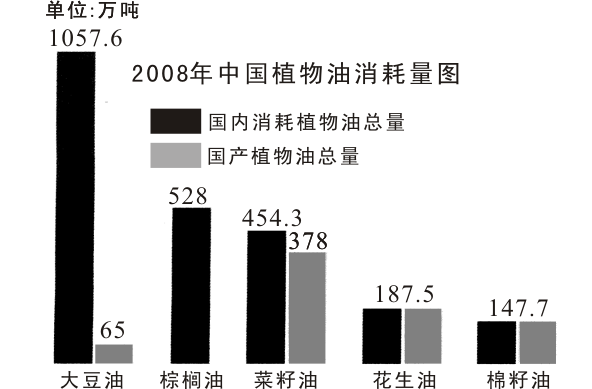 单位:万吨
1057.6
2008年中国植物油消耗量图
国内消耗植物油总量
国产植物油总量
528
454.3
378
187.5
147.7
65
大豆油 棕榈油 菜籽油 花生油 棉籽油